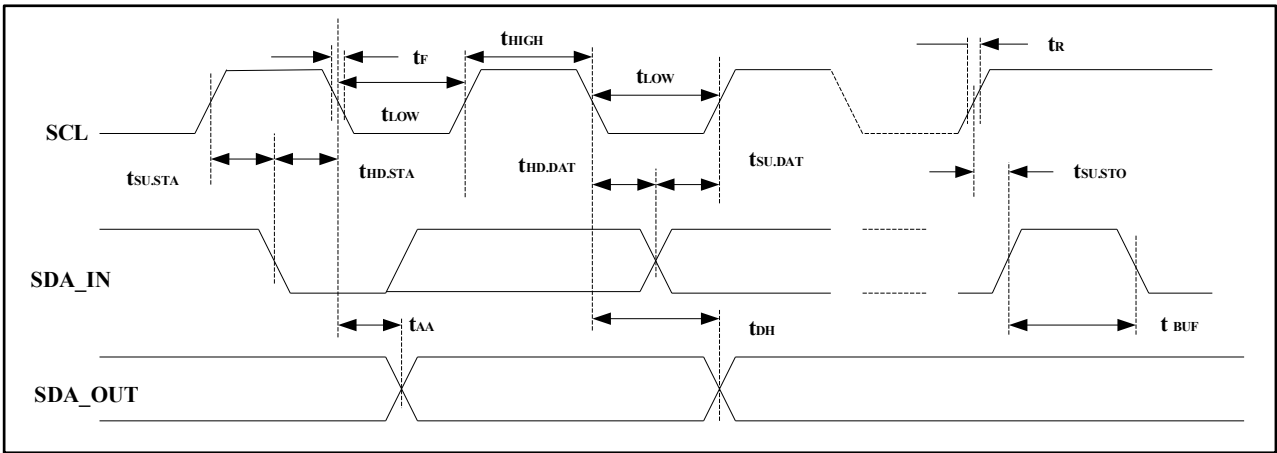 tF
tHIGH
tR
tLOW
tLOW
SCL
tSU.STA
tHD.STA
tHD.DAT
tSU.DAT
tSU.STO
SDA_IN
tAA
tDH
t BUF
SDA_OUT